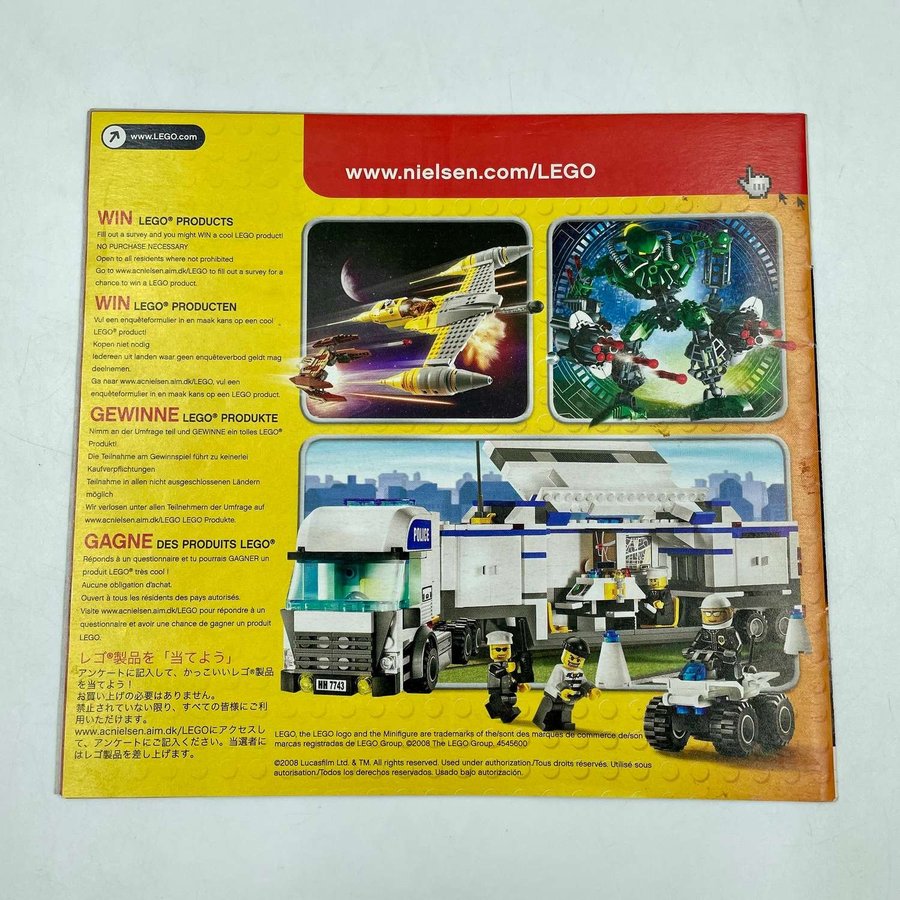 www.LEGO.com
www.nielsen.com/LEGO
WIN LEGO® PRODUCTS
Fill out a survey and you might WIN a cool LEGO product!
NO PURCHASE NECESSARY
Open to all residents where not prohibited
Go to www.acnielsen.aim.dk/LEGO to fill out a survey for a
chance to win a LEGO product.
WIN LEGO® PRODUCTEN
Vul een enquêteformulier in en maak kans op een cool
LEGO® product!
Kopen niet nodig
Iedereen uit landen waar geen enquêteverbod geldt mag
deelnemen.
Ga naar www.acnielsen.aim.dk/LEGO, vul een
enquêteformulier in en maak kans op een LEGO product.
GEWINNE LEGO® PRODUKTE
Nimm an der Umfrage teil und GEWINNE ein tolles LEGO®
Produkt!
Die Teilnahme am Gewinnspiel führt zu keinerlei
Kaufverpflichtungen
Teilnahme in allen nicht ausgeschlossenen Ländern
möglich
Wir verlosen unter allen Teilnehmern der Umfrage auf
www.acnielsen.aim.dk/LEGO LEGO Produkte.
GAGNE DES PRODUITS LEGO®
Réponds à un questionnaire et tu pourrais GAGNER un
produit LEGO® très cool !
Aucune obligation d'achat.
Ouvert à tous les résidents des pays autorisés.
Visite www.acnielsen.aim.dk/LEGO pour répondre à un
questionnaire et avoir une chance de gagner un produit
LEGO.
レゴ®製品を「当てよう」
アンケートに記入して、かっこいいレゴ®製品
を当てよう！
お買い上げの必要はありません。
禁止されていない限り、すべての皆様にご利
用いただけます。
www.acnielsen.aim.dk/LEGOにアクセスし
て、アンケートにご記入ください。当選者に
はレゴ製品を差し上げます。
POLICE
HH 7743
LEGO, the LEGO logo and the Minifigure are trademarks of the/sont des marques de commerce de/son
marcas registradas de LEGO Group. ©2008 The LEGO Group. 4545600
©2008 Lucasfilm Ltd. & TM. All rights reserved. Used under authorization./Tous droits réservés. Utilisé sous
autorisation./Todos los derechos reservados. Usado bajo autorización.